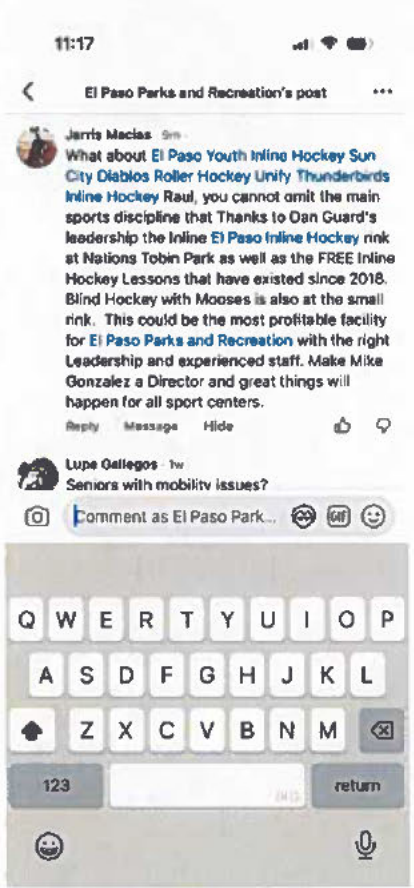 11:17
El Paso Parks and Recreation's post
Jarris Macias 9m
What about El Paso Youth Inline Hockey Sun
City Diablos Roller Hockey Unify Thunderbirds
Inline Hockey Raul, you cannot omit the main
sports discipline that Thanks to Dan Guard's
leadership the Inline El Paso Inline Hockey rink
at Nations Tobin Park as well as the FREE Inline
Hockey Lessons that have existed since 2018.
Blind Hockey with Mooses is also at the small
rink. This could be the most profitable facility
for El Paso Parks and Recreation with the right
Leadership and experienced staff. Make Mike
Gonzalez a Director and great things will
happen for all sport centers.
Reply Message Hide
Lupe Gallegos 1w
Seniors with mobility issues?
Comment as El Paso Park... GIF
Q W E R T Y U I O P
A S D F G H J K L
Z X C V B N M
123 return